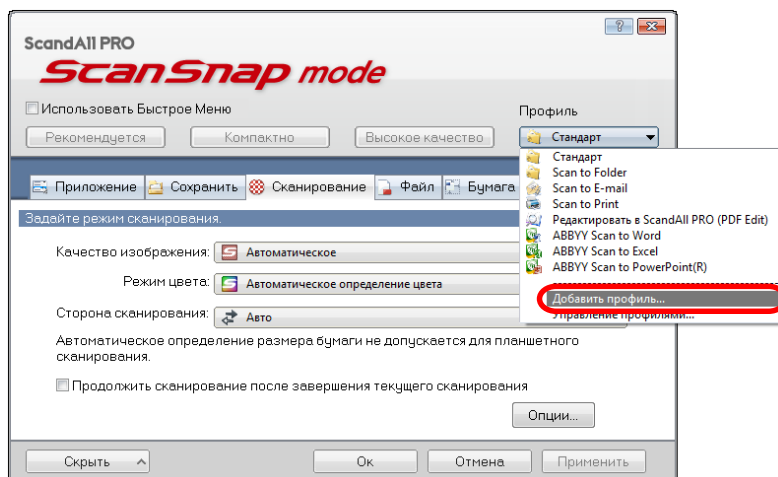 ScandAll PRO
ScanSnap mode
Использовать Быстрое Меню
Профиль
Рекомендуется Компактно Высокое качество Стандарт
Стандарт
Scan to Folder
Scan to E-mail
Scan to Print
Редактировать в ScandAll PRO (PDF Edit)
ABBYY Scan to Word
ABBYY Scan to Excel
ABBYY Scan to PowerPoint(R)
Добавить профиль...
Управление профилями...
Приложение Сохранить Сканирование Файл Бумага
Задайте режим сканирования.
Качество изображения: Автоматическое
Режим цвета: Автоматическое определение цвета
Сторона сканирования: Авто
Автоматическое определение размера бумаги не допускается для планшетного
сканирования.
Продолжить сканирование после завершения текущего сканирования
Опции...
Скрыть Ок Отмена Применить